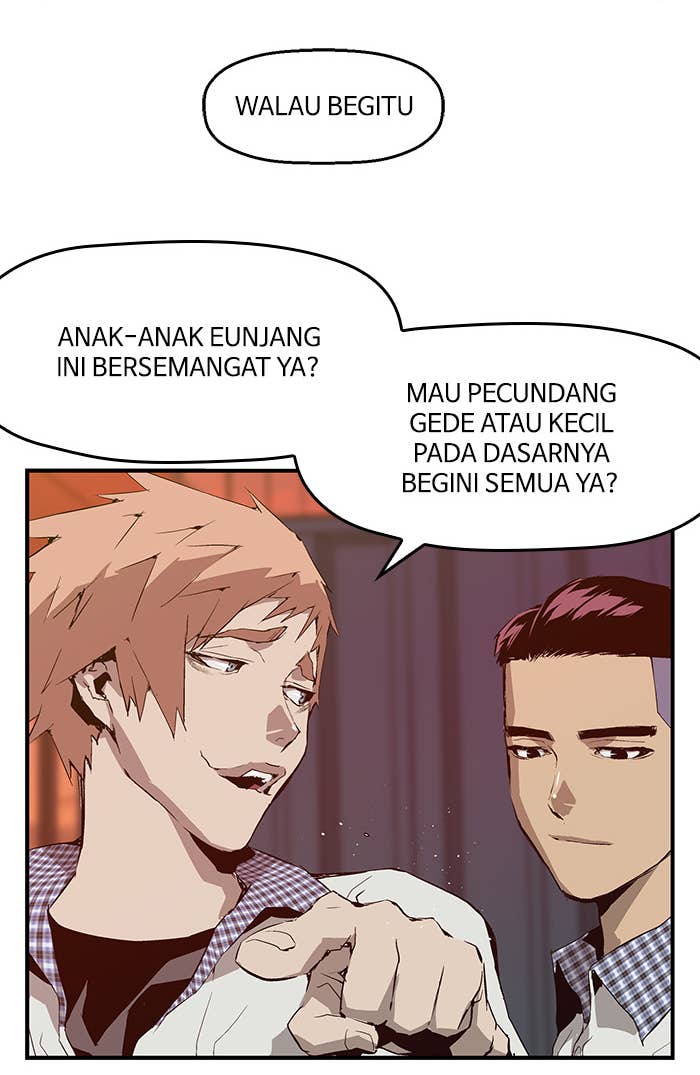 WALAU BEGITU
ANAK-ANAK EUNJANG
INI BERSEMANGAT YA?
MAU PECUNDANG
GEDE ATAU KECIL
PADA DASARNYA
BEGINI SEMUA YA?